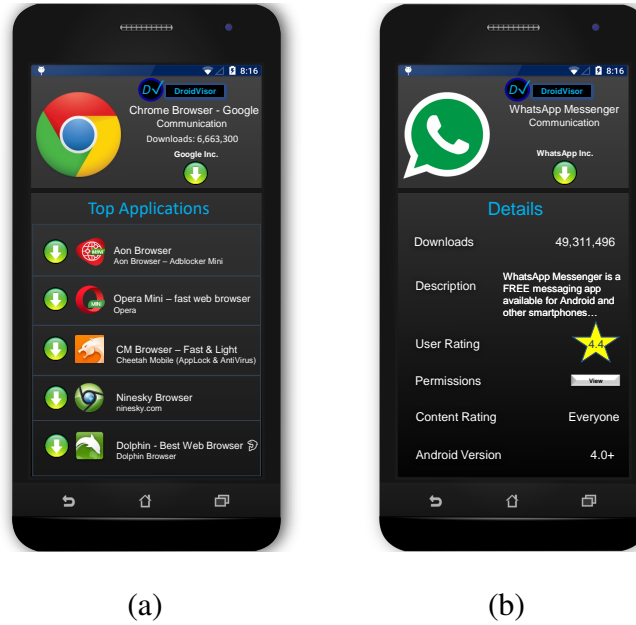 8:16
DV DroidVisor
Chrome Browser - Google
Communication
Downloads: 6,663,300
Google Inc.
Top Applications
Aon Browser
Aon Browser – Adblocker Mini
Opera Mini – fast web browser
Opera
CM Browser – Fast & Light
Cheetah Mobile (AppLock & AntiVirus)
Ninesky Browser
ninesky.com
Dolphin - Best Web Browser
Dolphin Browser
(a)
8:16
DV DroidVisor
WhatsApp Messenger
Communication
WhatsApp Inc.
Details
Downloads 49,311,496
Description WhatsApp Messenger is a
FREE messaging app
available for Android and
other smartphones…
User Rating 4.4
Permissions View
Content Rating Everyone
Android Version 4.0+
(b)